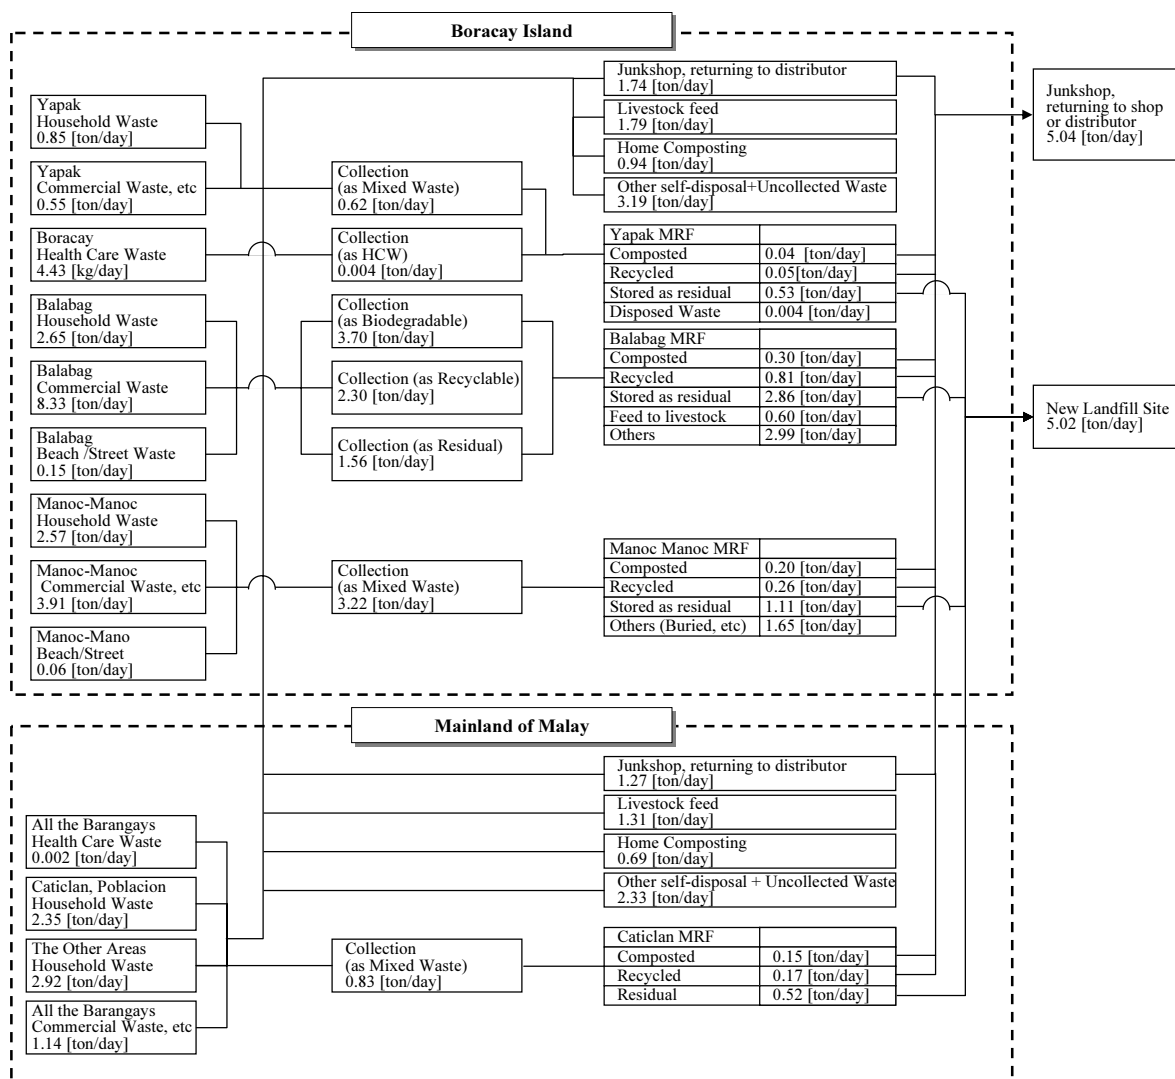 Boracay Island
Junkshop, returning to distributor
1.74 [ton/day]
Livestock feed
1.79 [ton/day]
Home Composting
0.94 [ton/day]
Other self-disposal+Uncollected Waste
3.19 [ton/day]
Junkshop,
returning to shop
or distributor
5.04 [ton/day]
Yapak
Household Waste
0.85 [ton/day]
Yapak
Commercial Waste, etc
0.55 [ton/day]
Collection
(as Mixed Waste)
0.62 [ton/day]
Boracay
Health Care Waste
4.43 [kg/day]
Collection
(as HCW)
0.004 [ton/day]
Yapak MRF
Composted 0.04 [ton/day]
Recycled 0.05[ton/day]
Stored as residual 0.53 [ton/day]
Disposed Waste 0.004 [ton/day]
Balabag
Household Waste
2.65 [ton/day]
Collection
(as Biodegradable)
3.70 [ton/day]
Balabag
Commercial Waste
8.33 [ton/day]
Collection (as Recyclable)
2.30 [ton/day]
Balabag
Beach /Street Waste
0.15 [ton/day]
Collection (as Residual)
1.56 [ton/day]
Balabag MRF
Composted 0.30 [ton/day]
Recycled 0.81 [ton/day]
Stored as residual 2.86 [ton/day]
Feed to livestock 0.60 [ton/day]
Others 2.99 [ton/day]
New Landfill Site
5.02 [ton/day]
Manoc-Manoc
Household Waste
2.57 [ton/day]
Manoc-Manoc
Commercial Waste, etc
3.91 [ton/day]
Manoc-Mano
Beach/Street
0.06 [ton/day]
Collection
(as Mixed Waste)
3.22 [ton/day]
Manoc Manoc MRF
Composted 0.20 [ton/day]
Recycled 0.26 [ton/day]
Stored as residual 1.11 [ton/day]
Others (Buried, etc) 1.65 [ton/day]
Mainland of Malay
Junkshop, returning to distributor
1.27 [ton/day]
Livestock feed
1.31 [ton/day]
Home Composting
0.69 [ton/day]
Other self-disposal + Uncollected Waste
2.33 [ton/day]
All the Barangays
Health Care Waste
0.002 [ton/day]
Caticlan, Poblacion
Household Waste
2.35 [ton/day]
The Other Areas
Household Waste
2.92 [ton/day]
All the Barangays
Commercial Waste, etc
1.14 [ton/day]
Collection
(as Mixed Waste)
0.83 [ton/day]
Caticlan MRF
Composted 0.15 [ton/day]
Recycled 0.17 [ton/day]
Residual 0.52 [ton/day]